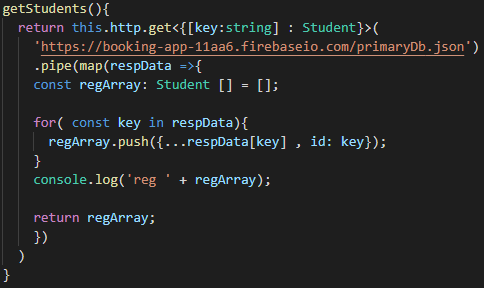 getStudents(){
return this.http.get<{[key:string] : Student}>(
'https://booking-app-11aa6.firebaseio.com/primaryDb.json')
.pipe(map(respData =>{
const regArray: Student [] = [];
for( const key in respData){
regArray.push({...respData[key] , id: key});
}
console.log('reg ' + regArray);
return regArray;
})
)
}